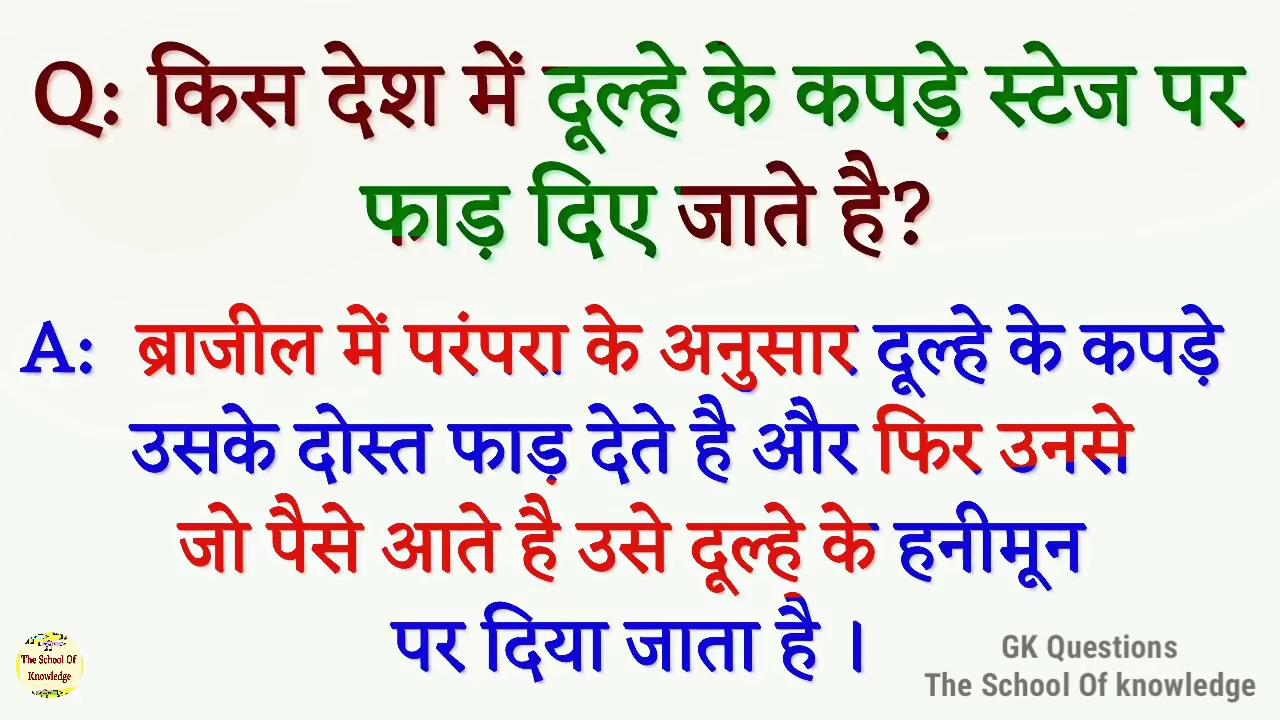 Q: किस देश में दूल्हे के कपड़े स्टेज पर
फाड़ दिए जाते है?
A: ब्राजील में परंपरा के अनुसार दूल्हे के कपड़े
उसके दोस्त फाड़ देते है और फिर उनसे
जो पैसे आते है उसे दूल्हे के हनीमून
पर दिया जाता है ।
The School Of
Knowledge
GK Questions
The School Of knowledge